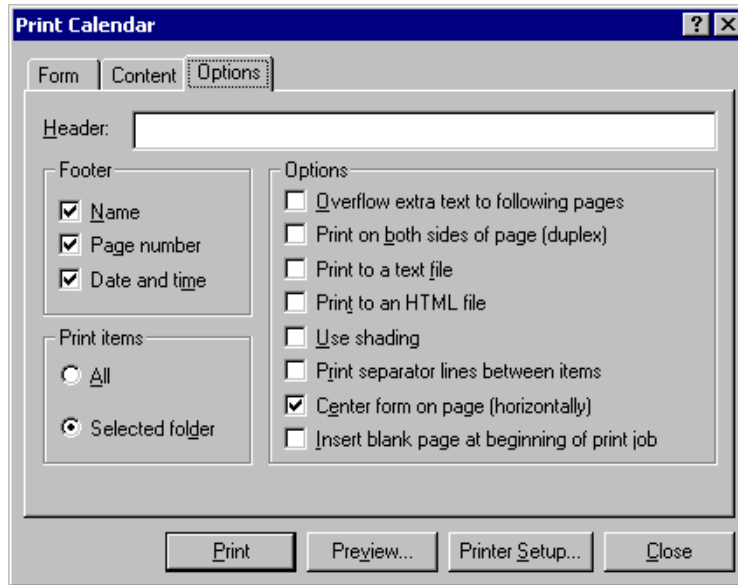 Print Calendar
Form Content Options
Header:
Footer
Name
Page number
Date and time
Print items
All
Selected folder
Options
Overflow extra text to following pages
Print on both sides of page (duplex)
Print to a text file
Print to an HTML file
Use shading
Print separator lines between items
Center form on page (horizontally)
Insert blank page at beginning of print job
Print Preview... Printer Setup... Close